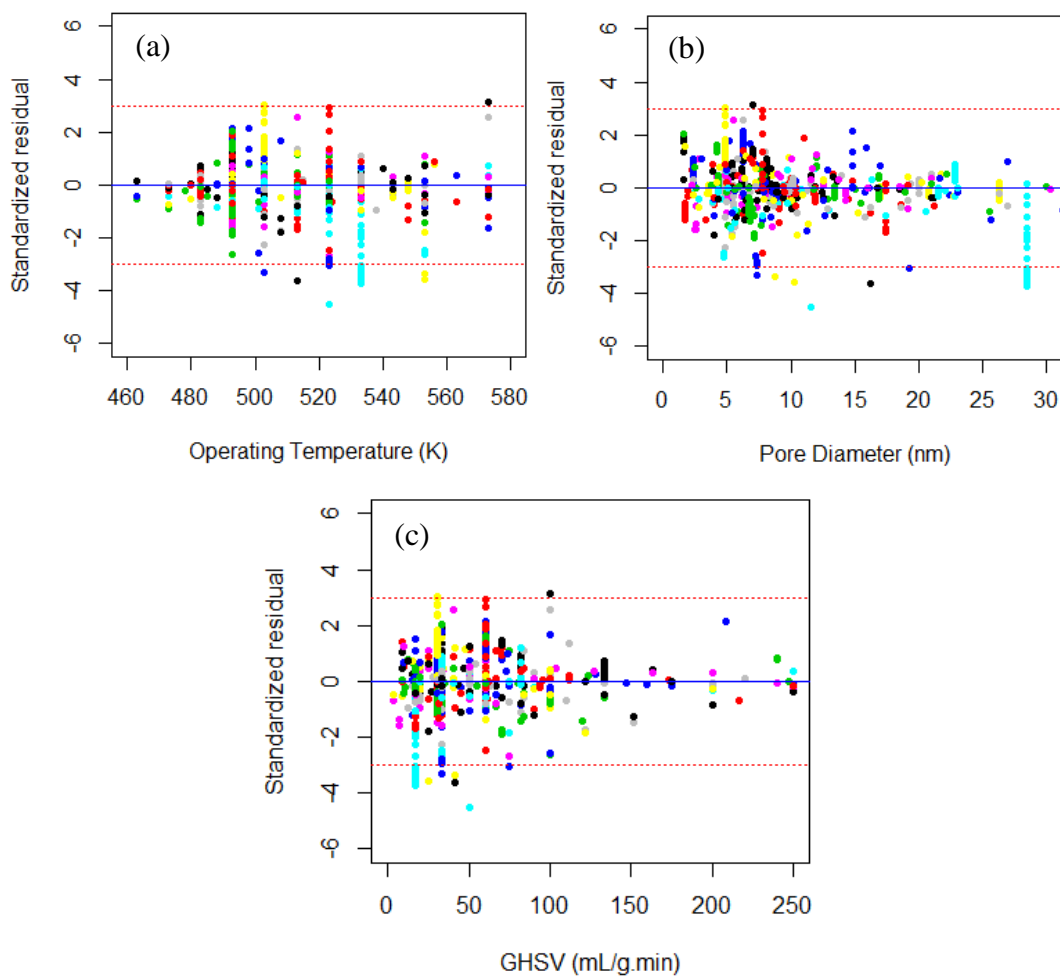 (a)
Standardized residual
6
4
2
0
-2
-4
-6
460 480 500 520 540 560 580
Operating Temperature (K)
(b)
Standardized residual
6
4
2
0
-2
-4
-6
0 5 10 15 20 25 30
Pore Diameter (nm)
(c)
Standardized residual
6
4
2
0
-2
-4
-6
0 50 100 150 200 250
GHSV (mL/g.min)